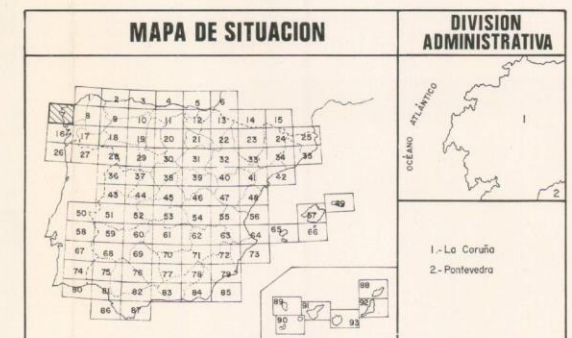 MAPA DE SITUACION
DIVISION
ADMINISTRATIVA
1 2 3 4 5 6
8 9 10 11 12 13 14 15
16 17 18 19 20 21 22 23 24 25
26 27 28 29 30 31 32 33 34 35
36 37 38 39 40 41 42
43 44 45 46 47 48 49
50 51 52 53 54 55 56 57
58 59 60 61 62 63 64 65 66
67 68 69 70 71 72 73
74 75 76 77 78 79
80 81 82 83 84 85
86 87
88
89 91 92
90 93
OCÉANO ATLÁNTICO
1
2
1.- La Coruña
2.- Pontevedra